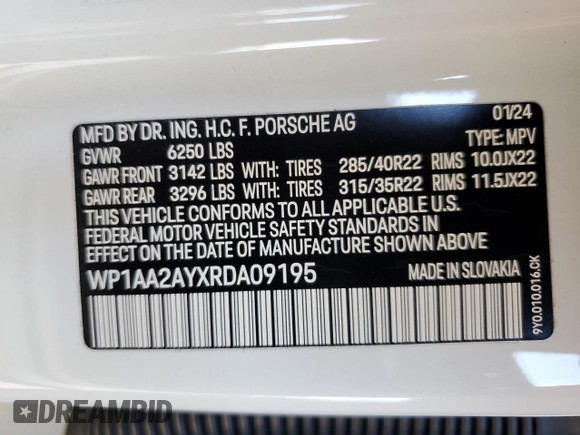 MFD BY DR. ING. H.C. F. PORSCHE AG 01/24
GVWR 6250 LBS TYPE: MPV
GAWR FRONT 3142 LBS WITH: TIRES 285/40R22 RIMS 10.0JX22
GAWR REAR 3296 LBS WITH: TIRES 315/35R22 RIMS 11.5JX22
THIS VEHICLE CONFORMS TO ALL APPLICABLE U.S.
FEDERAL MOTOR VEHICLE SAFETY STANDARDS IN
EFFECT ON THE DATE OF MANUFACTURE SHOWN ABOVE.
WP1AA2AYXRDA09195 MADE IN SLOVAKIA
9Y0.010.016.CK
DREAMBID